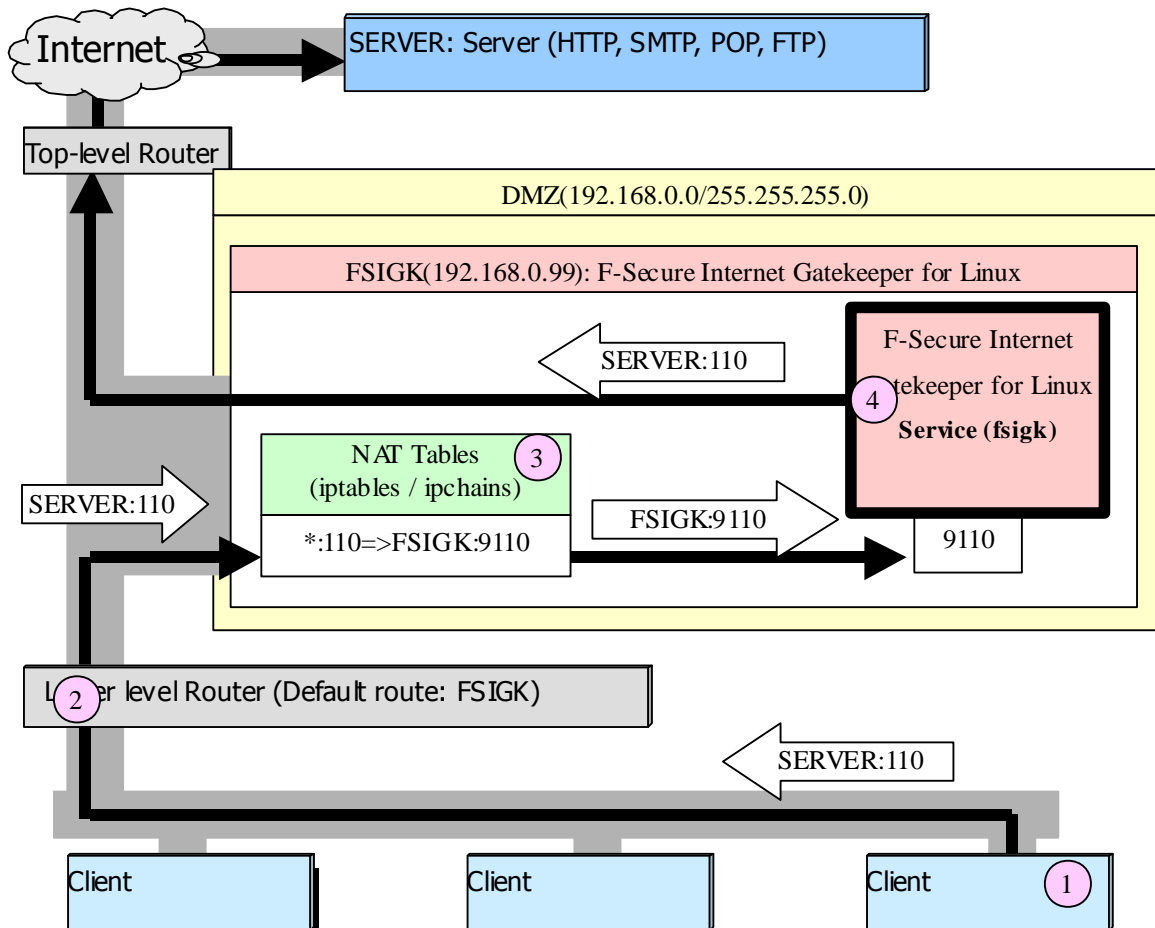 Internet
SERVER: Server (HTTP, SMTP, POP, FTP)
Top-level Router
DMZ(192.168.0.0/255.255.255.0)
FSIGK(192.168.0.99): F-Secure Internet Gatekeeper for Linux
F-Secure Internet
SERVER:110
4
tekeeper for Linux
Service (fsigk)
NAT Tables
3
(iptables / ipchains)
SERVER:110
FSIGK:9110
*:110=>FSIGK:9110
9110
L
2
er level Router (Default route: FSIGK)
SERVER:110
Client
Client
Client
1